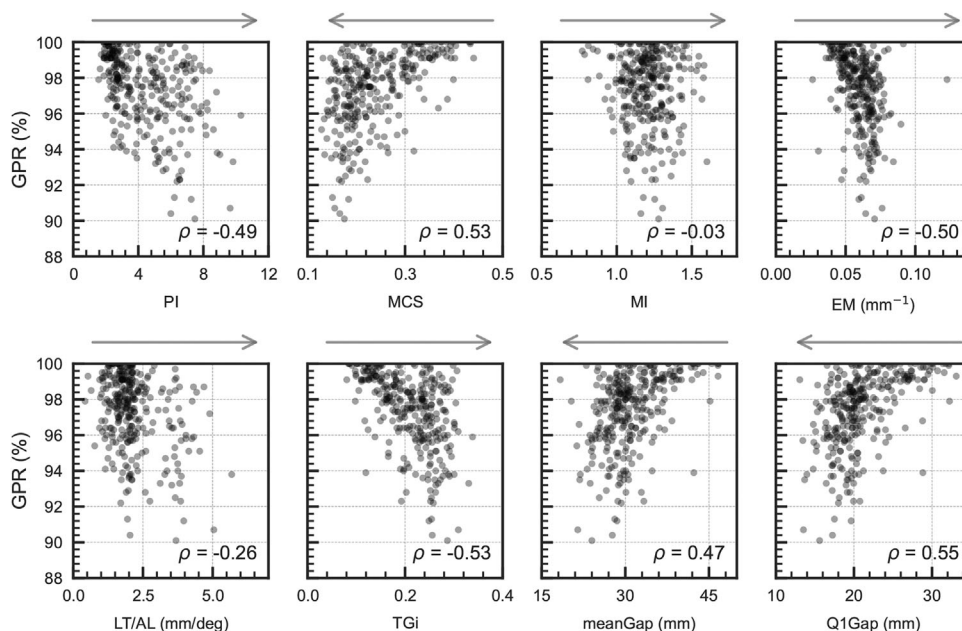 GPR (%)
100
98
96
94
92
90
88
ρ = -0.49
0 4 8 12
PI
ρ = 0.53
0.1 0.3 0.5
MCS
ρ = -0.03
0.5 1.0 1.5
MI
ρ = -0.50
0.00 0.05 0.10
EM (mm⁻¹)
GPR (%)
100
98
96
94
92
90
88
ρ = -0.26
0.0 2.5 5.0
LT/AL (mm/deg)
ρ = -0.53
0.0 0.2 0.4
TGi
ρ = 0.47
15 30 45
meanGap (mm)
ρ = 0.55
10 20 30
Q1Gap (mm)